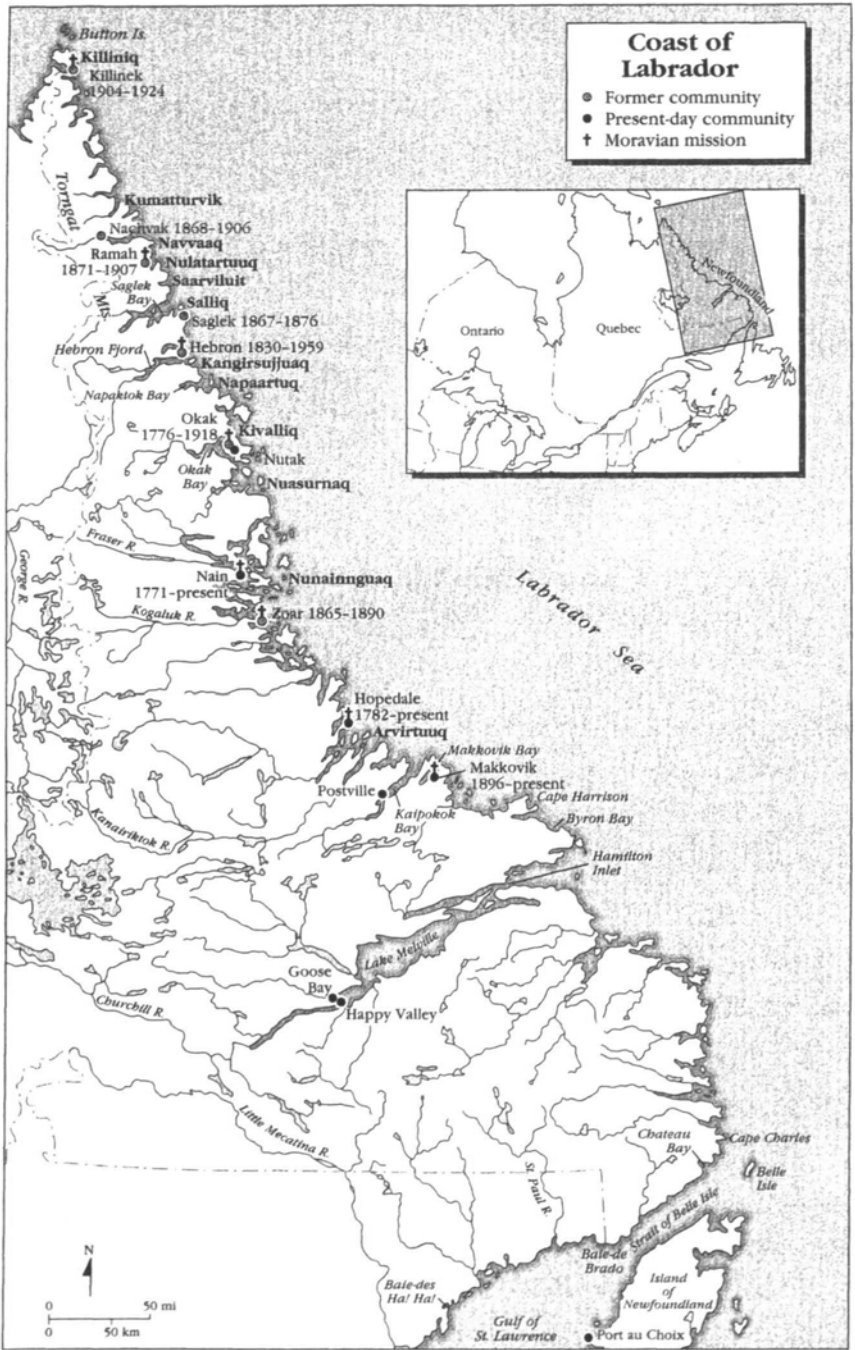 Coast of
Labrador
Former community
Present-day community
Moravian mission
Button Is.
Killiniq
Killinek
1904–1924
Torngat
Mts.
Kumatturvik
Nachvak 1868–1906
Navvaaq
Ramah
1871–1907
Nulatartuuq
Saarviluit
Saglek
Bay
Salliq
Saglek 1867–1876
Hebron Fjord
Hebron 1830–1959
Kangirsujjuaq
Napaktok Bay
Napaartuq
Okak
1776–1918
Kivalliq
Nutak
Okak
Bay
Nuasurnaq
Fraser R.
George R.
Nain
1771–present
Nunainnguaq
Kogaluk R.
Zoar 1865–1890
Labrador Sea
Hopedale
1782–present
Arvirtuuq
Makkovik Bay
Makkovik
1896–present
Postville
Kaipokok
Bay
Cape Harrison
Byron Bay
Kanairiktok R.
Hamilton
Inlet
Lake Melville
Goose
Bay
Happy Valley
Churchill R.
Little Mecatina R.
St. Paul R.
Chateau
Bay
Cape Charles
Belle
Isle
Strait of Belle Isle
Baie-de
Brado
Baie-des
Ha! Ha!
Island
of
Newfoundland
Gulf of
St. Lawrence
Port au Choix
N
0 50 mi
0 50 km
Ontario
Quebec
Newfoundland